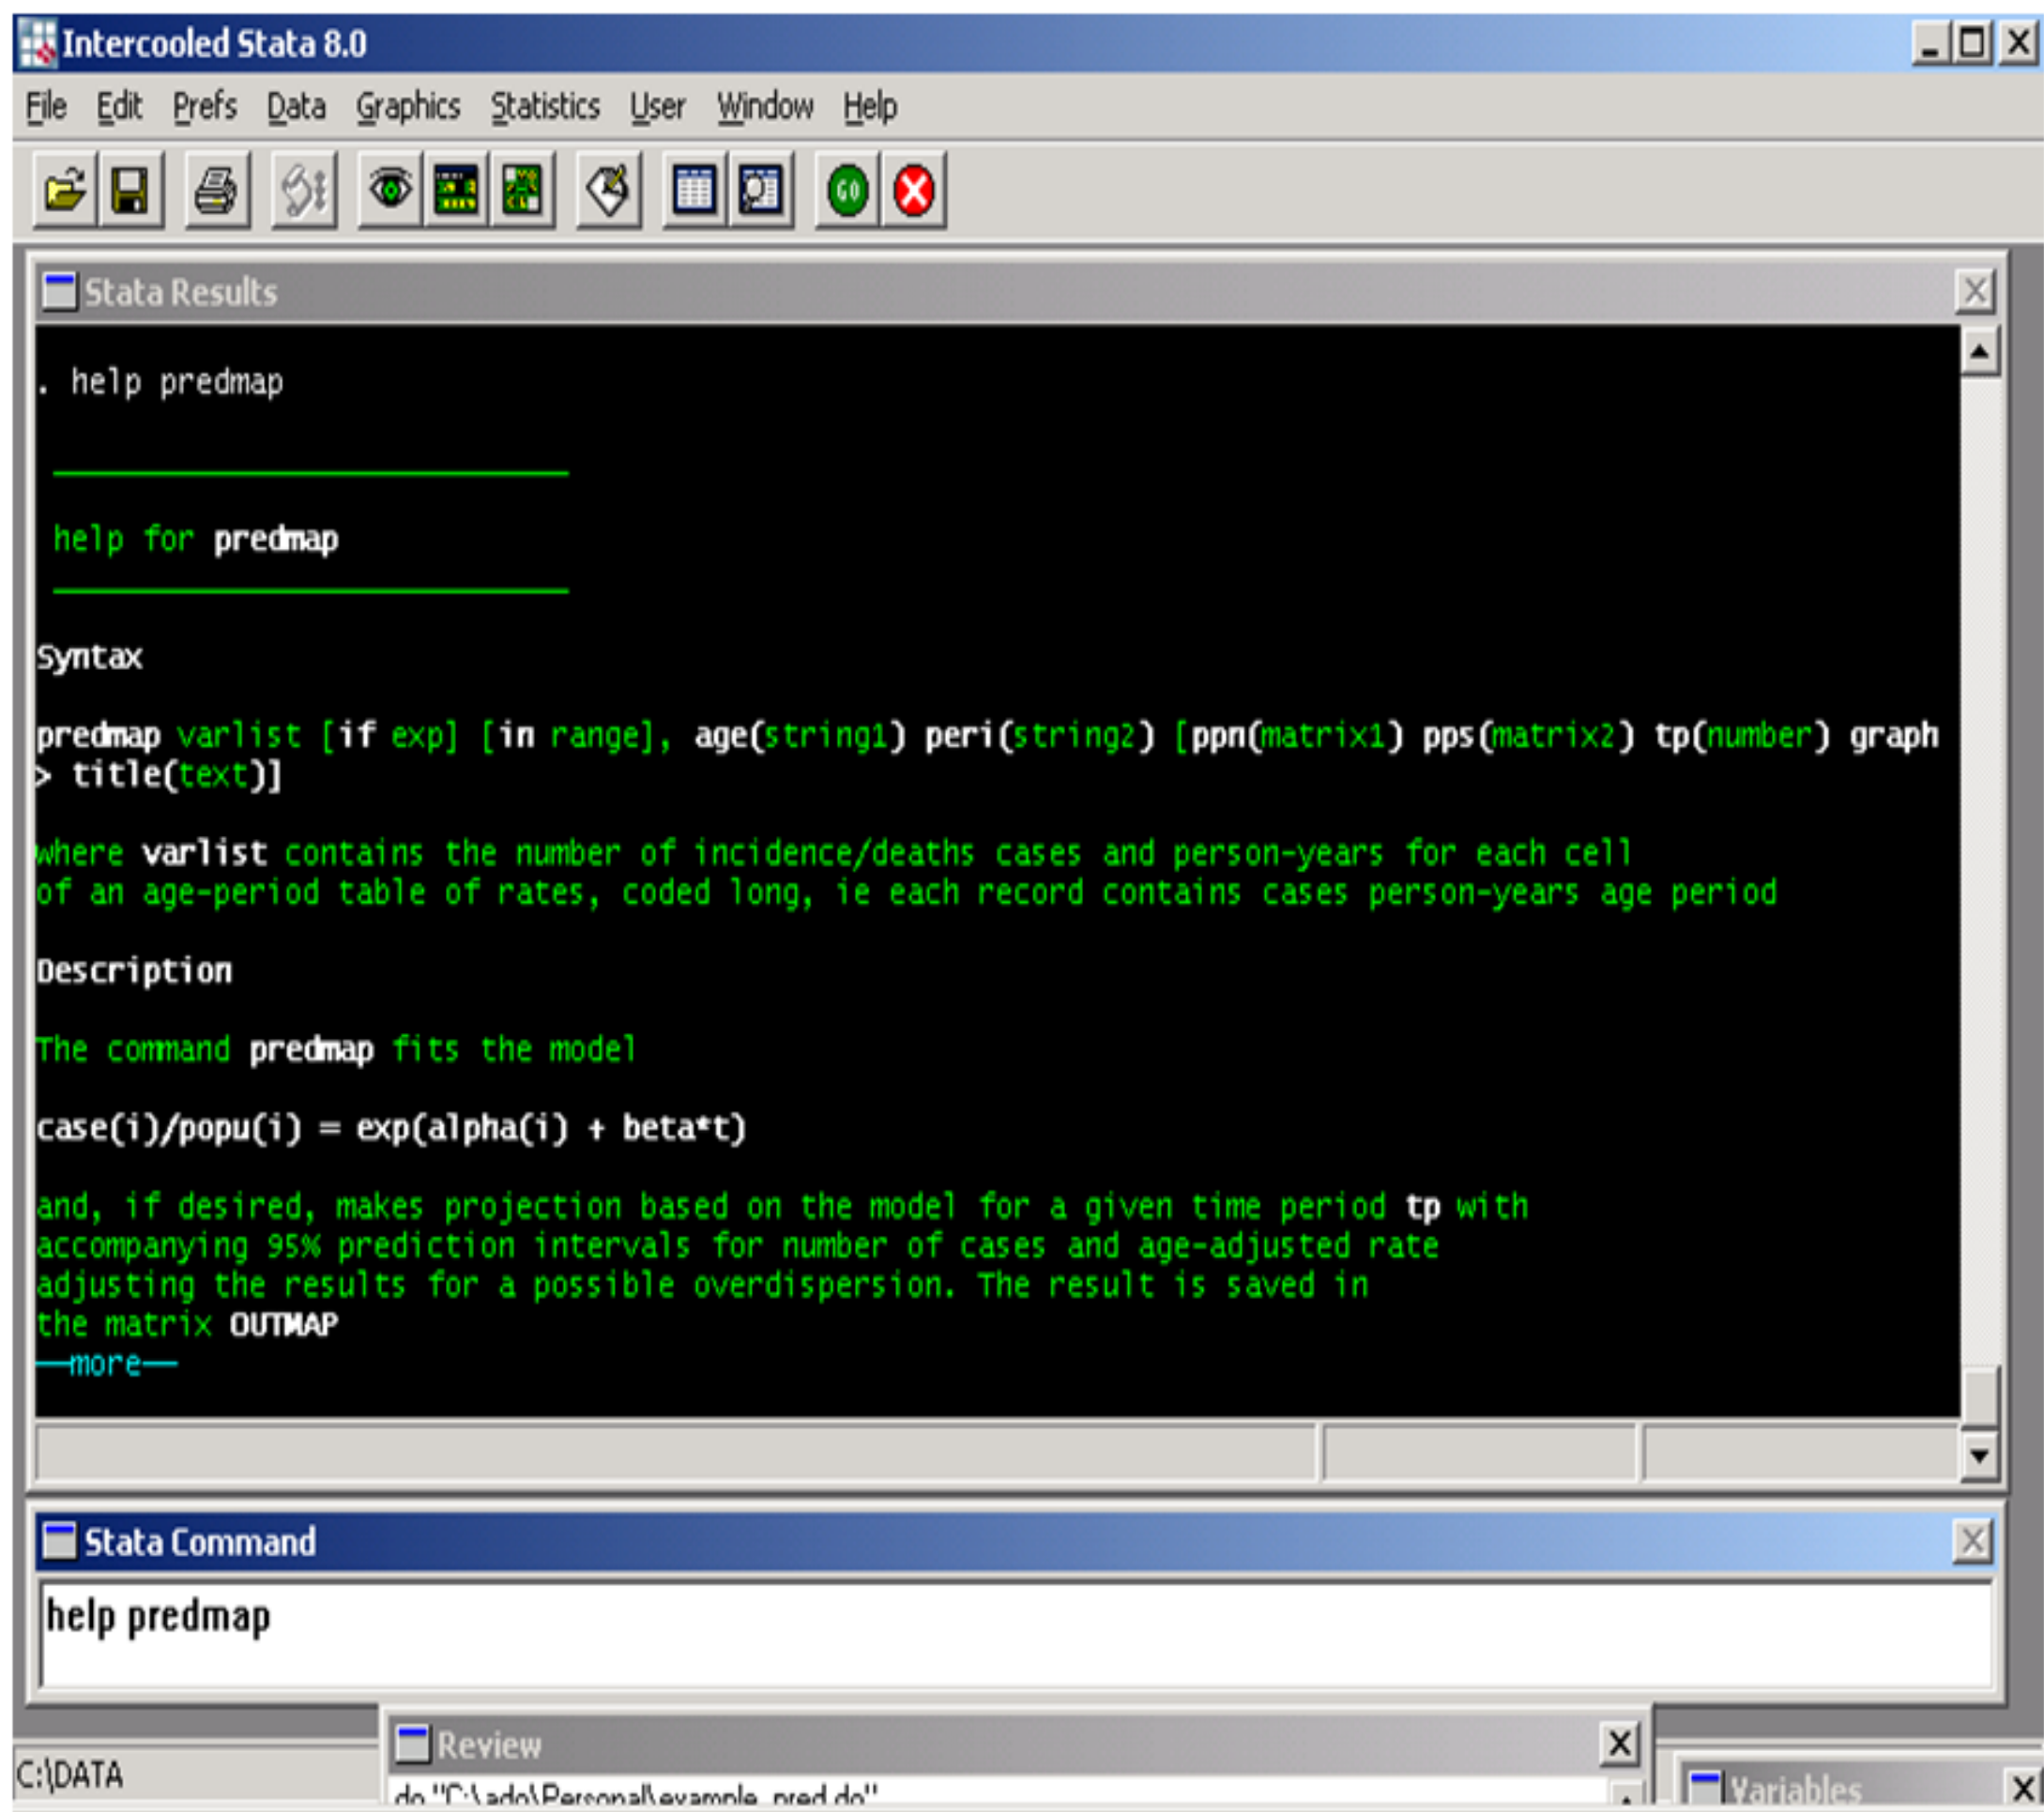 Intercooled Stata 8.0
File Edit Prefs Data Graphics Statistics User Window Help
GO
Stata Results
. help predmap
help for predmap
Syntax
predmap varlist [if exp] [in range], age(string1) peri(string2) [ppn(matrix1) pps(matrix2) tp(number) graph
> title(text)]
where varlist contains the number of incidence/deaths cases and person-years for each cell
of an age-period table of rates, coded long, ie each record contains cases person-years age period
Description
The command predmap fits the model
case(i)/popu(i) = exp(alpha(i) + beta*t)
and, if desired, makes projection based on the model for a given time period tp with
accompanying 95% prediction intervals for number of cases and age-adjusted rate
adjusting the results for a possible overdispersion. The result is saved in
the matrix OUTMAP
—more—
Stata Command
help predmap
Review
do "C:\ado\Personal\example_pred.do"
C:\DATA
Variables